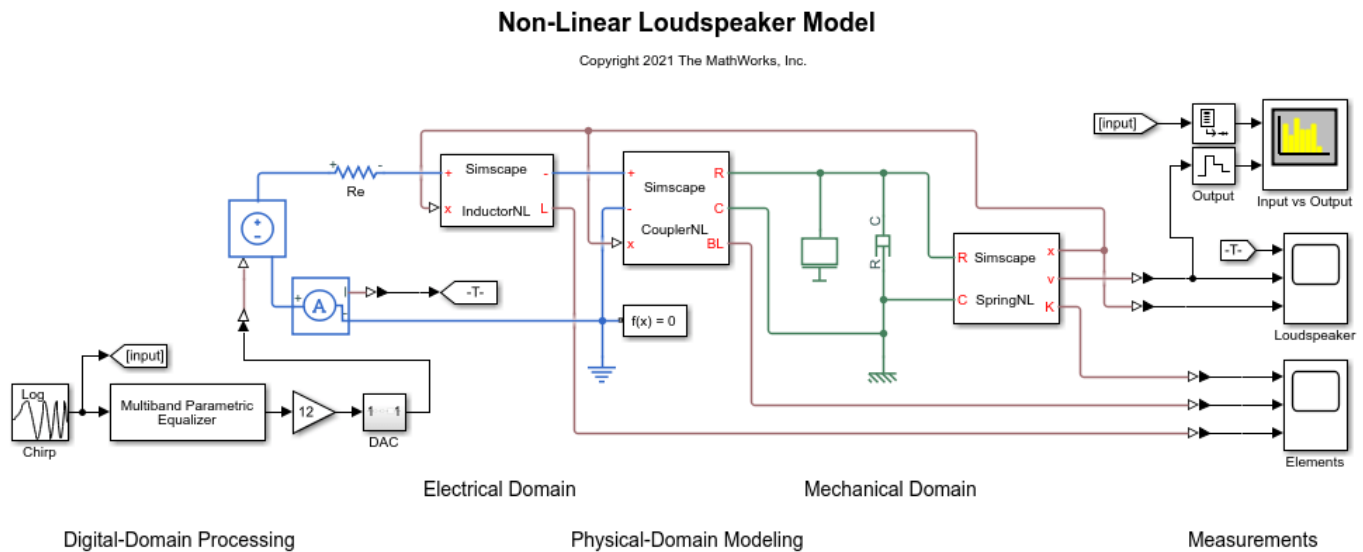 Non-Linear Loudspeaker Model
Copyright 2021 The MathWorks, Inc.
[input]
Output
Input vs Output
+ -
Re
+ Simscape -
x InductorNL L
+ Simscape R
- C
CouplerNL
x BL
C
R
R Simscape x
v
C SpringNL K
-T-
Loudspeaker
+
-
+ A I
-
-T-
f(x) = 0
[input]
Log
Chirp
Multiband Parametric
Equalizer
12
1 1
DAC
Elements
Electrical Domain
Mechanical Domain
Digital-Domain Processing
Physical-Domain Modeling
Measurements